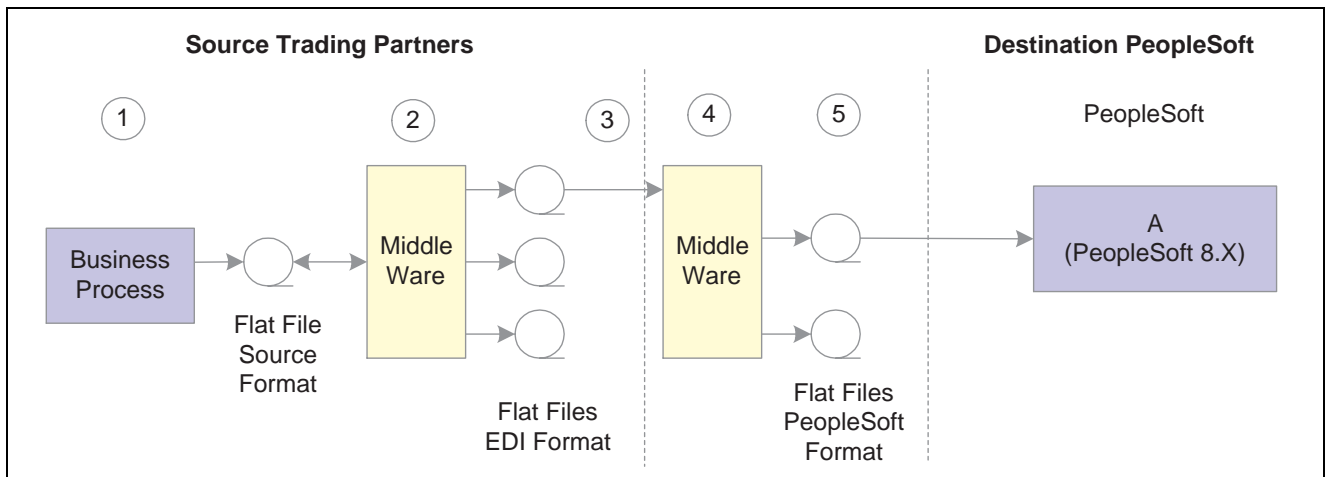 Source Trading Partners
Destination PeopleSoft
1
2
3
4
5
PeopleSoft
Business
Process
Flat File
Source
Format
Middle
Ware
Flat Files
EDI Format
Middle
Ware
Flat Files
PeopleSoft
Format
A
(PeopleSoft 8.X)